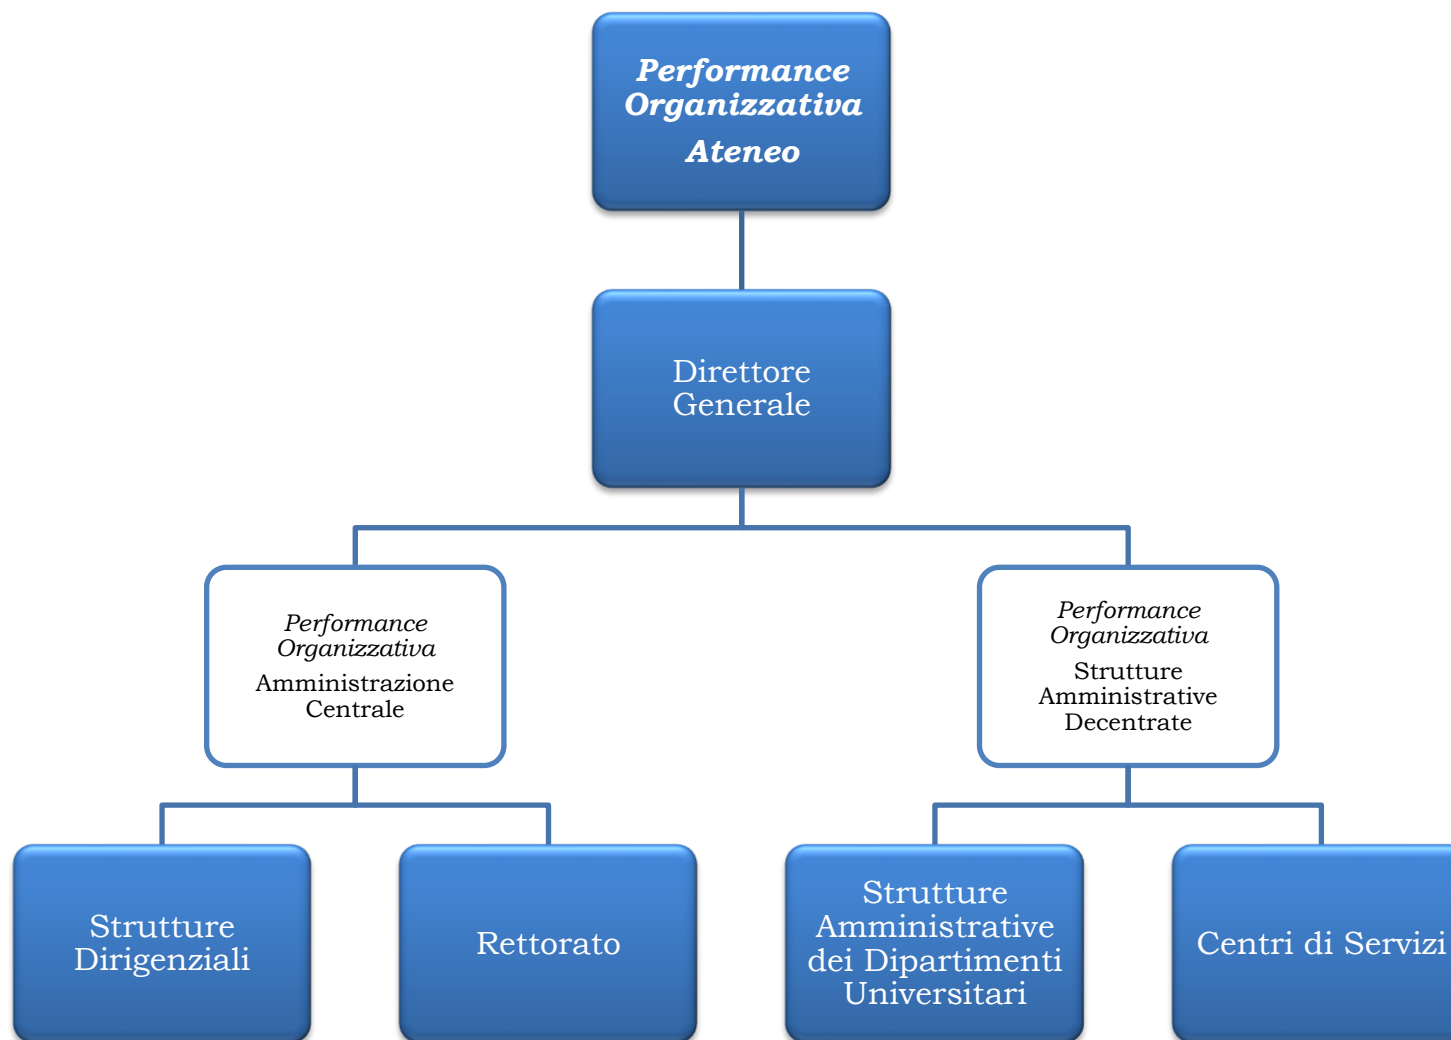 Performance
Organizzativa
Ateneo
Direttore
Generale
Performance
Organizzativa
Amministrazione
Centrale
Performance
Organizzativa
Strutture
Amministrative
Decentrate
Strutture
Dirigenziali
Rettorato
Strutture
Amministrative
dei Dipartimenti
Universitari
Centri di Servizi